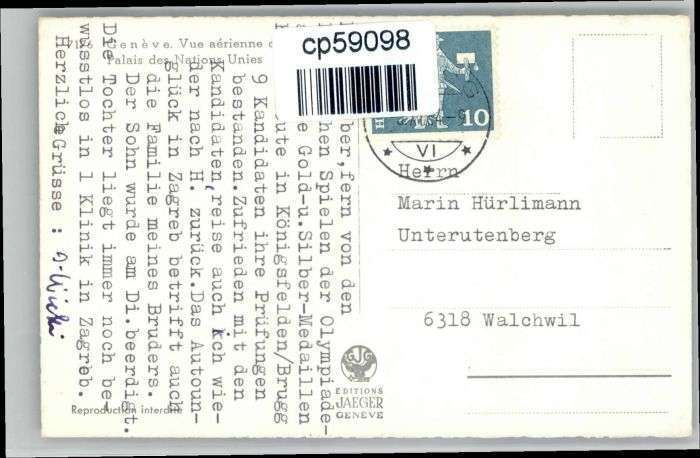 7126 Genève. Vue aérienne
Palais des Nations Unies
cp59098
10
VI
ber, fern von den
chen Spielen der Olympiade-
e Gold-u.Silber-Medaillen
ute in Königsfelden/Brugg
9 Kandidaten ihre Prüfungen
bestanden.Zufrieden mit den
Kandidaten,reise auch ich wie-
der nach H. zurück.Das Autoun-
glück in Zagreb betrifft auch
die Familie meines Bruders.
Der Sohn wurde am Di.beerdigt.
Die Tochter liegt immer noch be-
wusstlos in 1 Klinik in Zagreb.
Herzliche Grüsse :
Herrn
Marin Hürlimann
Unterutenberg
6318 Walchwil
EDITIONS
JAEGER
GENÈVE
Reproduction interdite